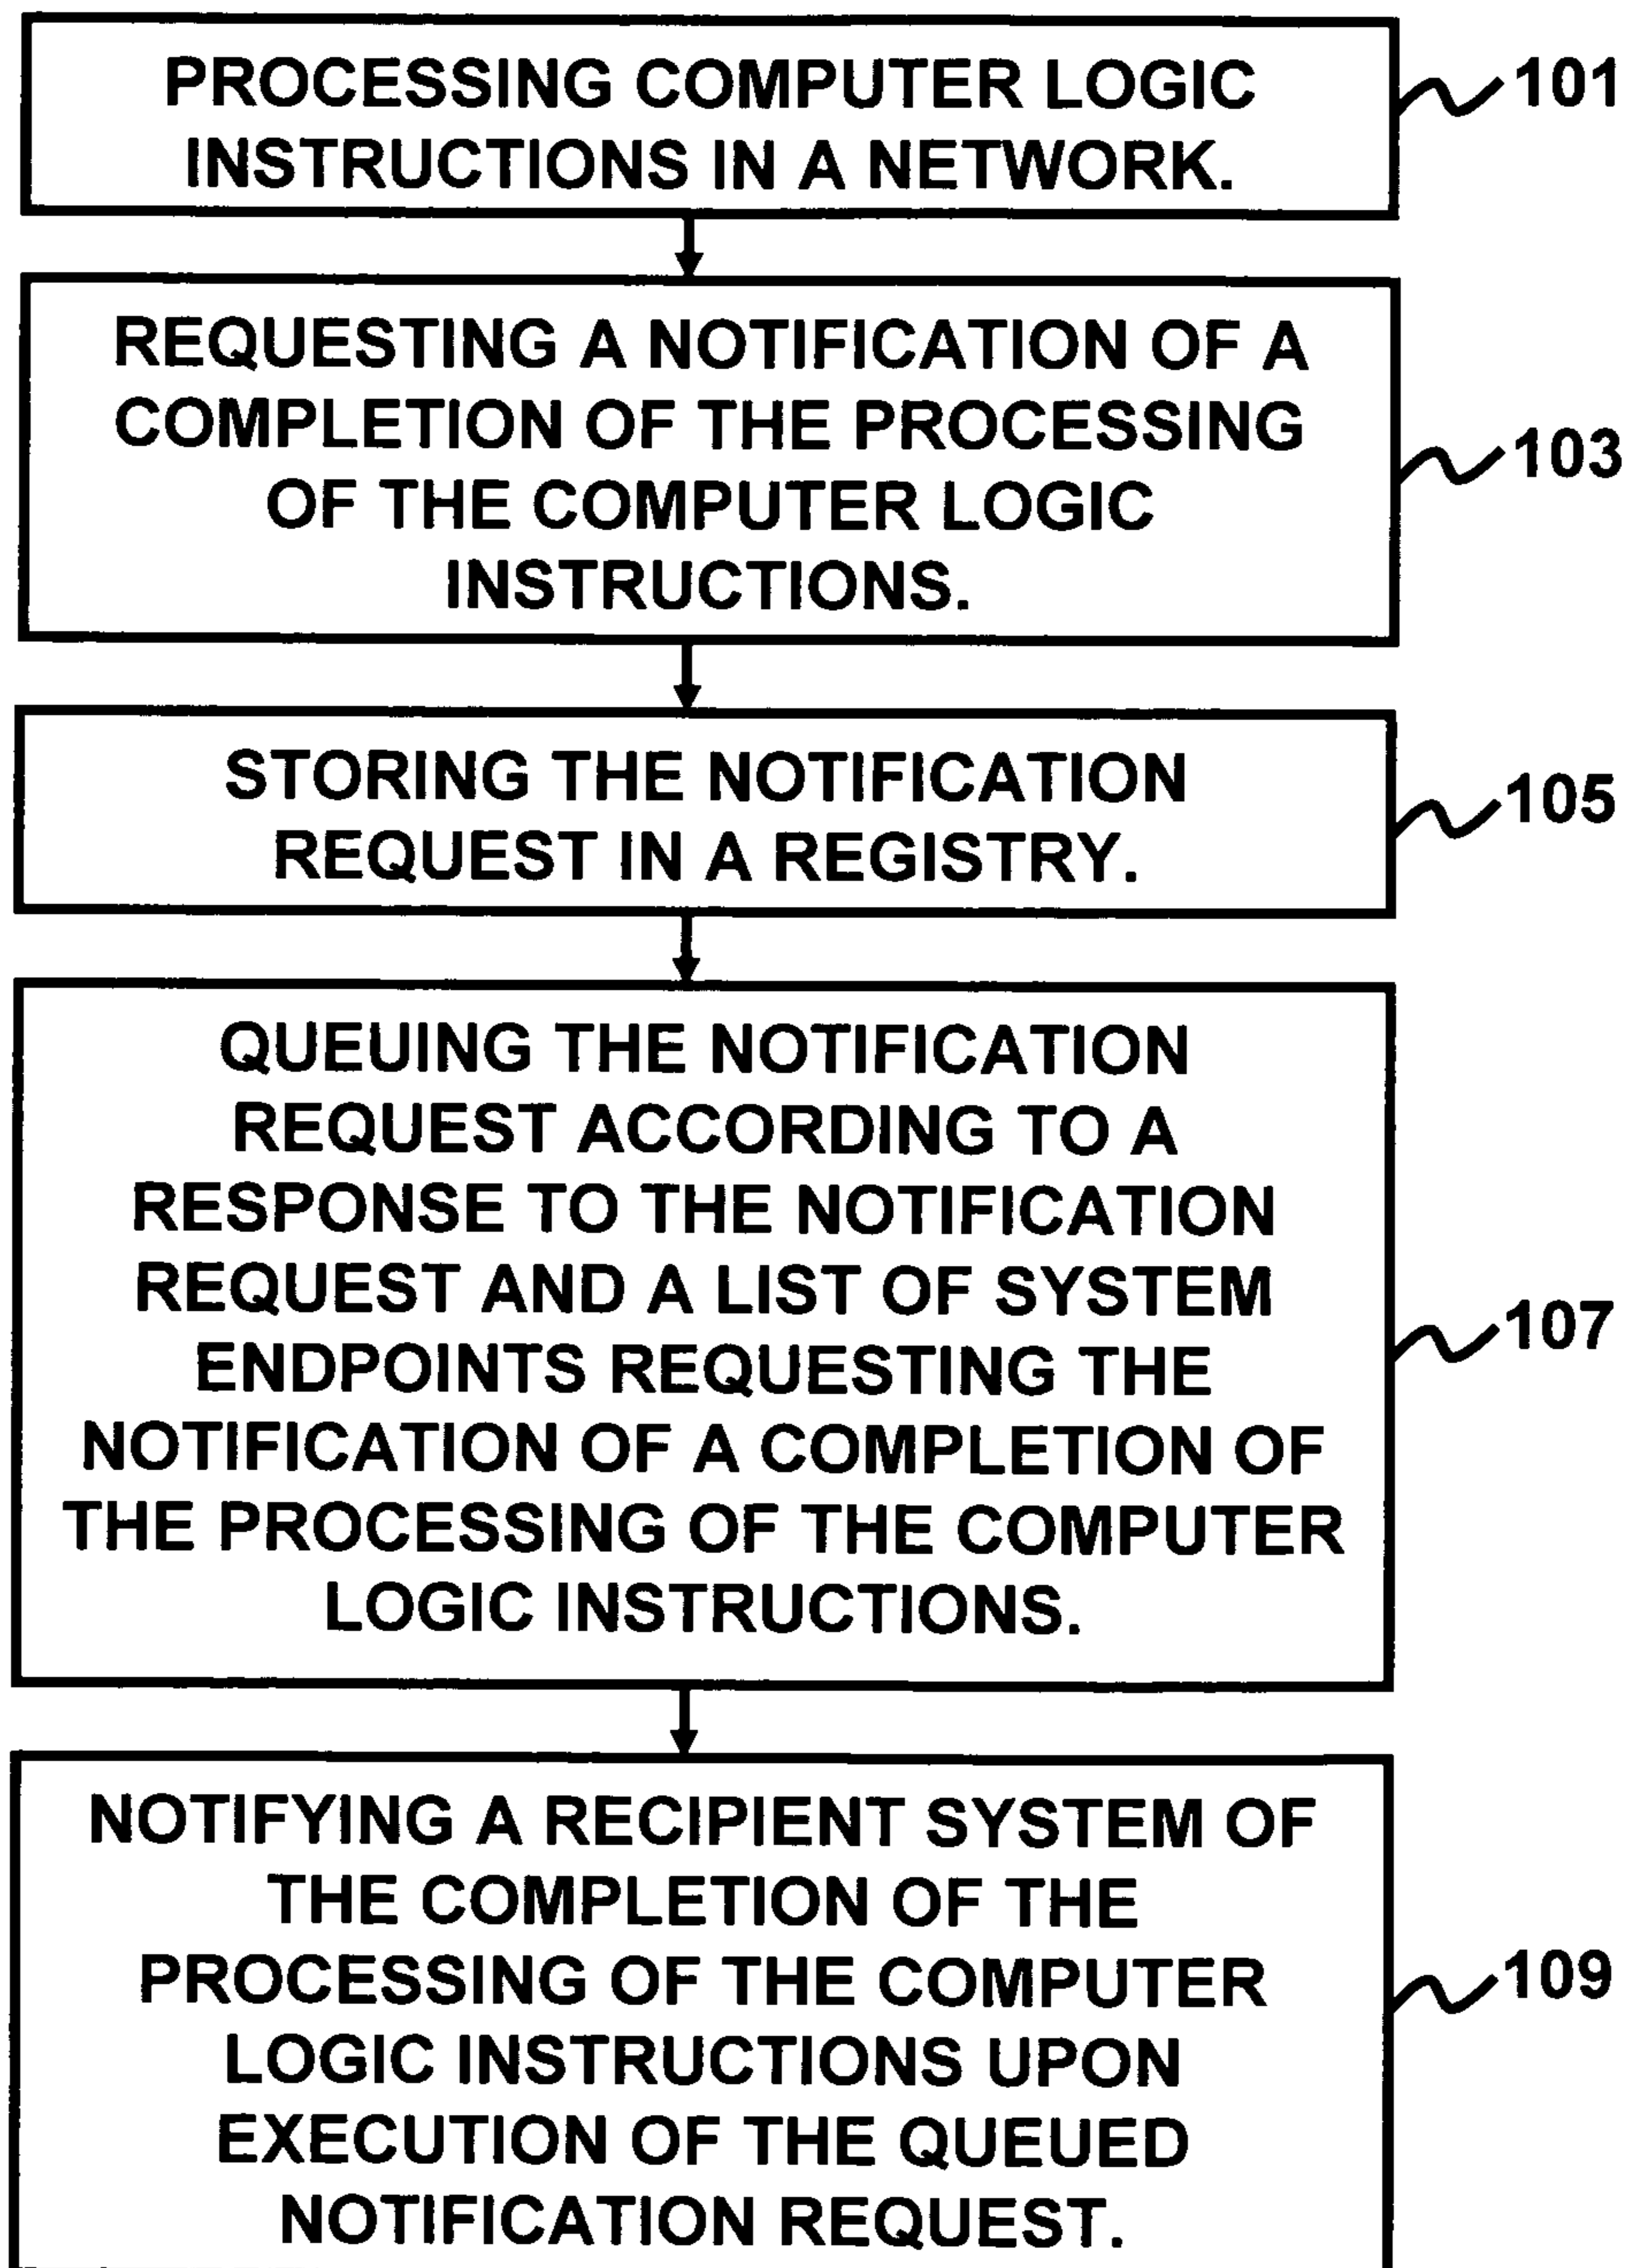 PROCESSING COMPUTER LOGIC
INSTRUCTIONS IN A NETWORK.
101
REQUESTING A NOTIFICATION OF A
COMPLETION OF THE PROCESSING
OF THE COMPUTER LOGIC
INSTRUCTIONS.
103
STORING THE NOTIFICATION
REQUEST IN A REGISTRY.
105
QUEUING THE NOTIFICATION
REQUEST ACCORDING TO A
RESPONSE TO THE NOTIFICATION
REQUEST AND A LIST OF SYSTEM
ENDPOINTS REQUESTING THE
NOTIFICATION OF A COMPLETION OF
THE PROCESSING OF THE COMPUTER
LOGIC INSTRUCTIONS.
107
NOTIFYING A RECIPIENT SYSTEM OF
THE COMPLETION OF THE
PROCESSING OF THE COMPUTER
LOGIC INSTRUCTIONS UPON
EXECUTION OF THE QUEUED
NOTIFICATION REQUEST.
109